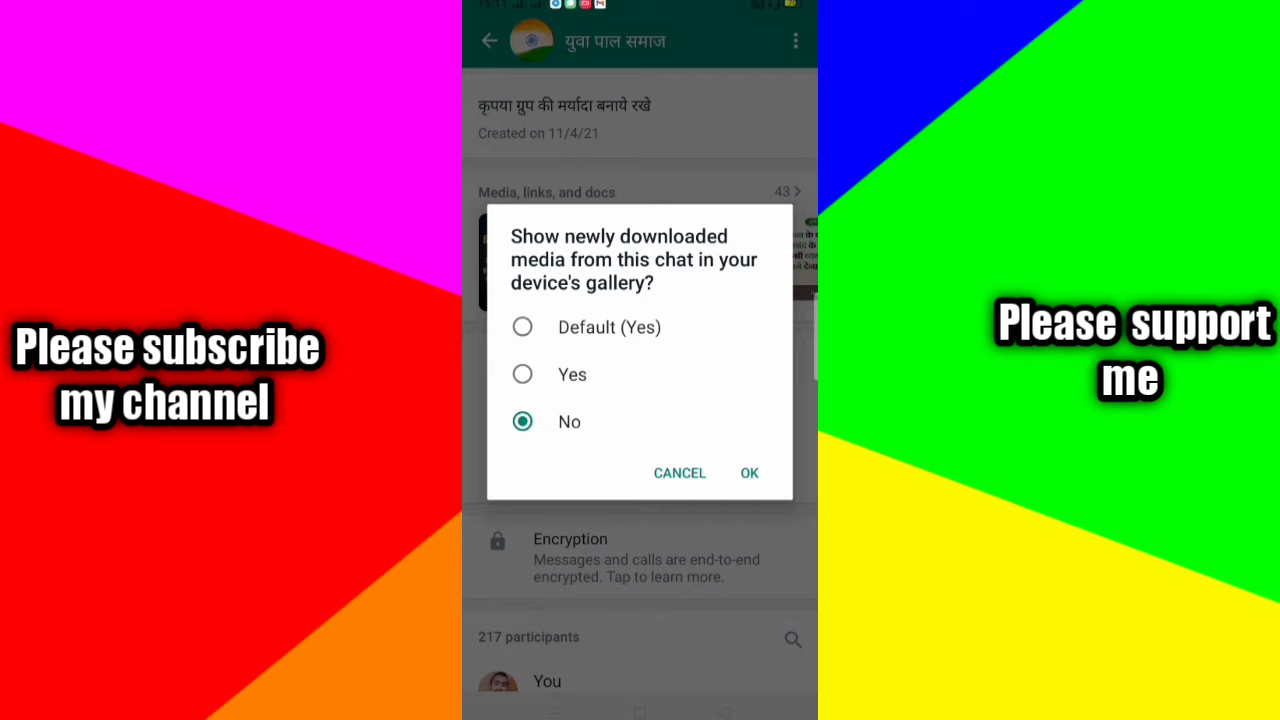 15:11
युवा पाल समाज
कृपया ग्रुप की मर्यादा बनाये रखे
Created on 11/4/21
Media, links, and docs 43
Show newly downloaded
media from this chat in your
device's gallery?
Default (Yes)
Yes
No
CANCEL OK
Encryption
Messages and calls are end-to-end
encrypted. Tap to learn more.
217 participants
You
Please subscribe
my channel
Please support
me